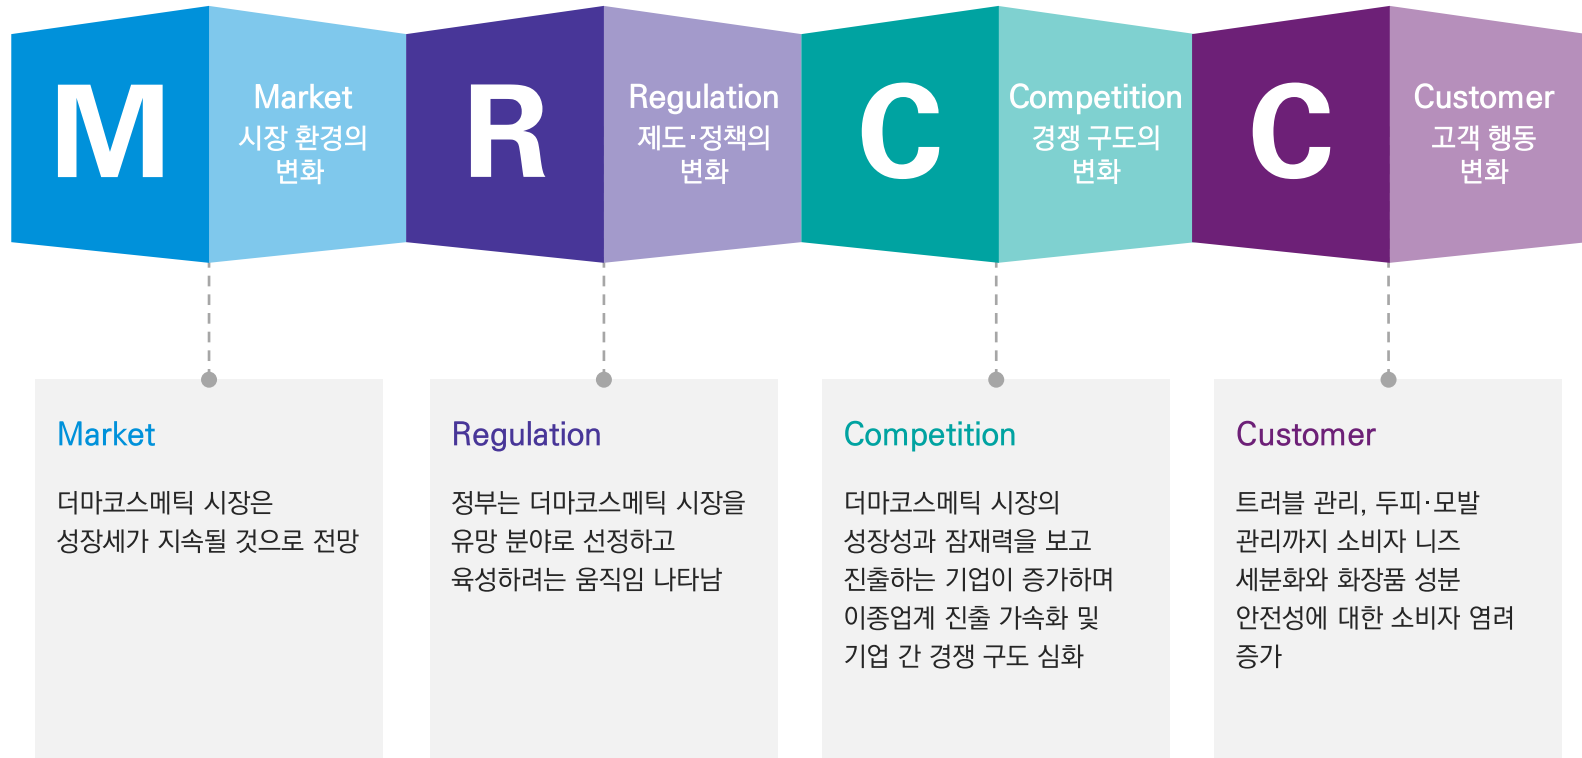 M
Market
시장 환경의
변화
R
Regulation
제도·정책의
변화
C
Competition
경쟁 구도의
변화
C
Customer
고객 행동
변화
Market
더마코스메틱 시장은
성장세가 지속될 것으로 전망
Regulation
정부는 더마코스메틱 시장을
유망 분야로 선정하고
육성하려는 움직임 나타남
Competition
더마코스메틱 시장의
성장성과 잠재력을 보고
진출하는 기업이 증가하며
이종업계 진출 가속화 및
기업 간 경쟁 구도 심화
Customer
트러블 관리, 두피·모발
관리까지 소비자 니즈
세분화와 화장품 성분
안전성에 대한 소비자 염려
증가